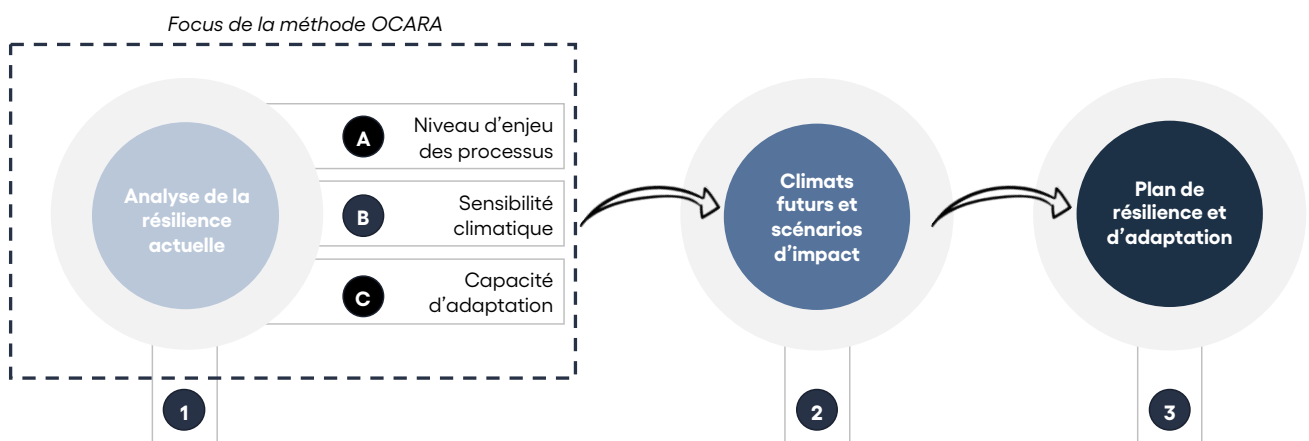 Focus de la méthode OCARA
Analyse de la
résilience
actuelle
A
Niveau d'enjeu
des processus
B
Sensibilité
climatique
C
Capacité
d'adaptation
1
Climats
futurs et
scénarios
d'impact
2
Plan de
résilience et
d'adaptation
3